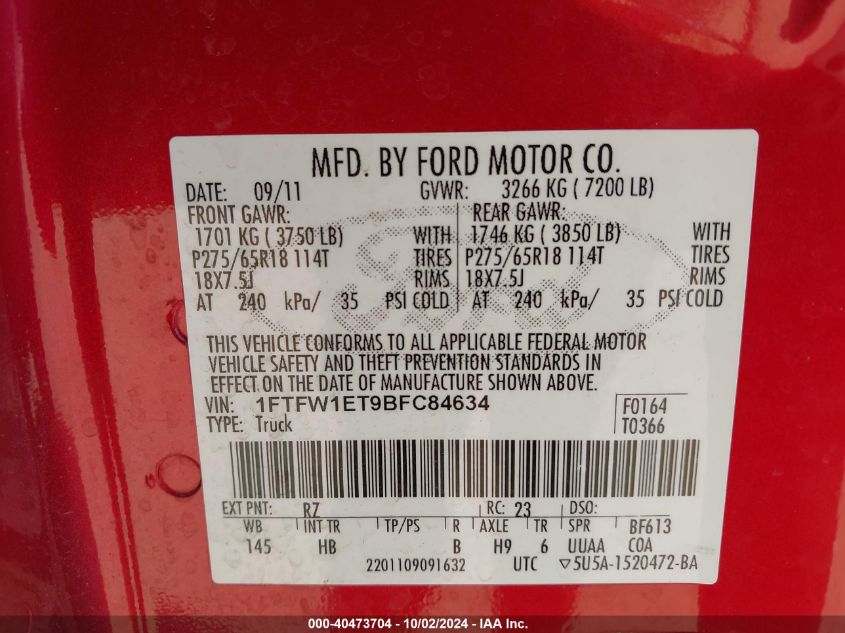 MFD. BY FORD MOTOR CO.
DATE: 09/11 GVWR: 3266 KG ( 7200 LB)
FRONT GAWR: REAR GAWR:
1701 KG ( 3750 LB) WITH 1746 KG ( 3850 LB) WITH
P275/65R18 114T TIRES P275/65R18 114T TIRES
18X7.5J RIMS 18X7.5J RIMS
AT 240 kPa/ 35 PSI COLD AT 240 kPa/ 35 PSI COLD
THIS VEHICLE CONFORMS TO ALL APPLICABLE FEDERAL MOTOR
VEHICLE SAFETY AND THEFT PREVENTION STANDARDS IN
EFFECT ON THE DATE OF MANUFACTURE SHOWN ABOVE.
VIN: 1FTFW1ET9BFC84634 F0164
TYPE: Truck T0366
EXT PNT: RZ RC: 23 DSO:
WB INT TR TP/PS R AXLE TR SPR BF613
145 HB B H9 6 UUAA COA
2201109091632 UTC ▽5U5A-1520472-BA
000-40473704 - 10/02/2024 - IAA Inc.